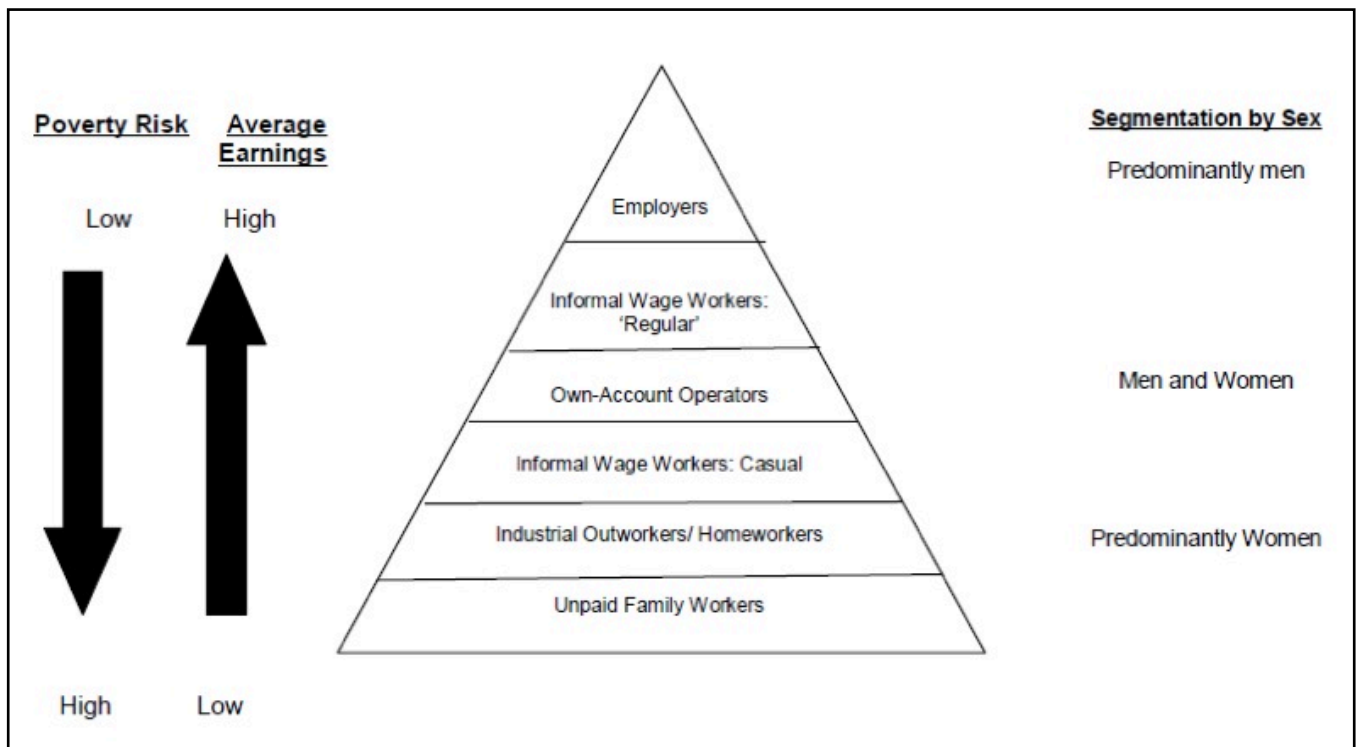 Poverty Risk
Average
Earnings
Low
High
High
Low
Employers
Informal Wage Workers:
‘Regular’
Own-Account Operators
Informal Wage Workers: Casual
Industrial Outworkers/ Homeworkers
Unpaid Family Workers
Segmentation by Sex
Predominantly men
Men and Women
Predominantly Women